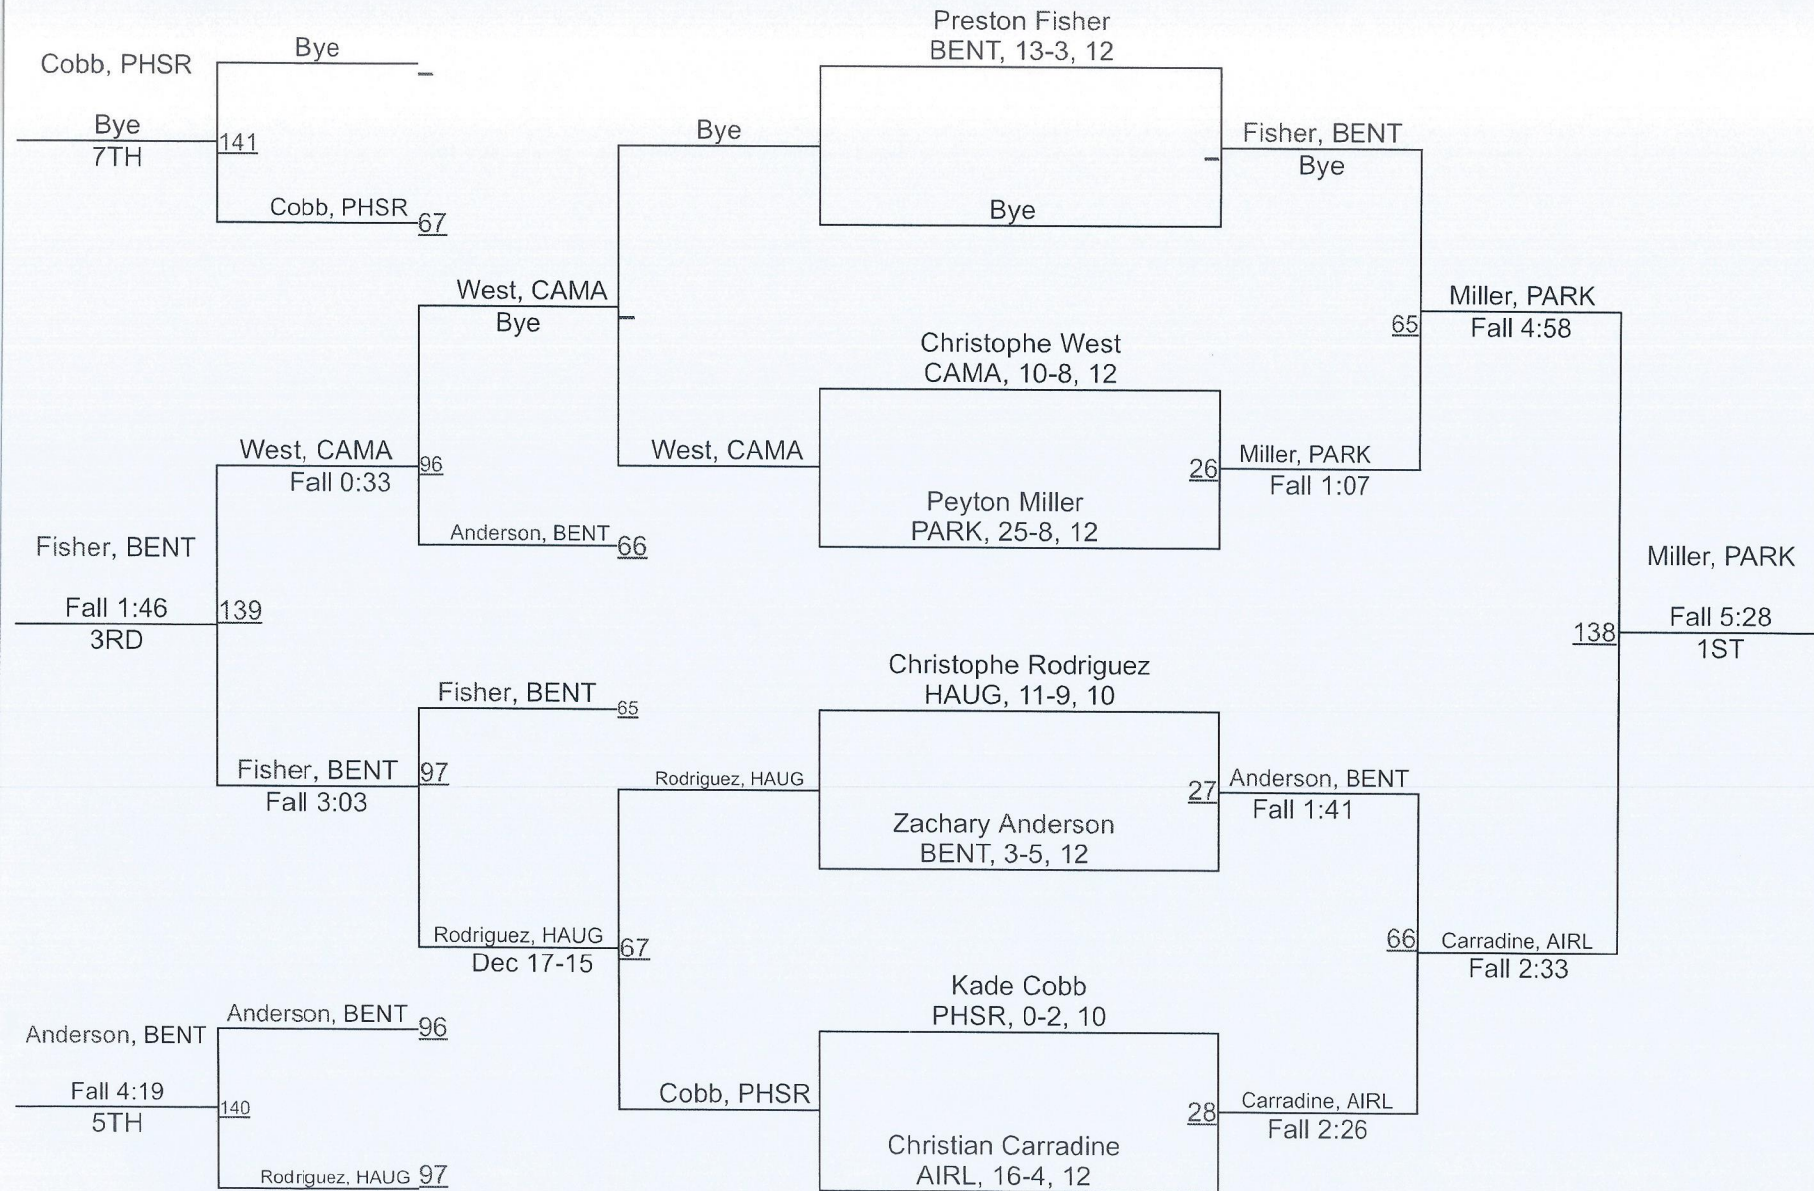 Cobb, PHSR
Bye
Bye
7TH
141
Cobb, PHSR
67
West, CAMA
Bye
West, CAMA
Fall 0:33
96
Anderson, BENT
66
Fisher, BENT
Fall 1:46
3RD
139
Fisher, BENT
65
Fisher, BENT
Fall 3:03
97
Rodriguez, HAUG
Dec 17-15
67
Anderson, BENT
96
Anderson, BENT
Fall 4:19
5TH
140
Rodriguez, HAUG
97
Bye
West, CAMA
Rodriguez, HAUG
Cobb, PHSR
Preston Fisher
BENT, 13-3, 12
Bye
Christophe West
CAMA, 10-8, 12
Peyton Miller
PARK, 25-8, 12
26
Christophe Rodriguez
HAUG, 11-9, 10
Zachary Anderson
BENT, 3-5, 12
27
Kade Cobb
PHSR, 0-2, 10
Christian Carradine
AIRL, 16-4, 12
28
Fisher, BENT
Bye
Miller, PARK
Fall 1:07
65
Anderson, BENT
Fall 1:41
Carradine, AIRL
Fall 2:26
66
Miller, PARK
Fall 4:58
Carradine, AIRL
Fall 2:33
138
Miller, PARK
Fall 5:28
1ST